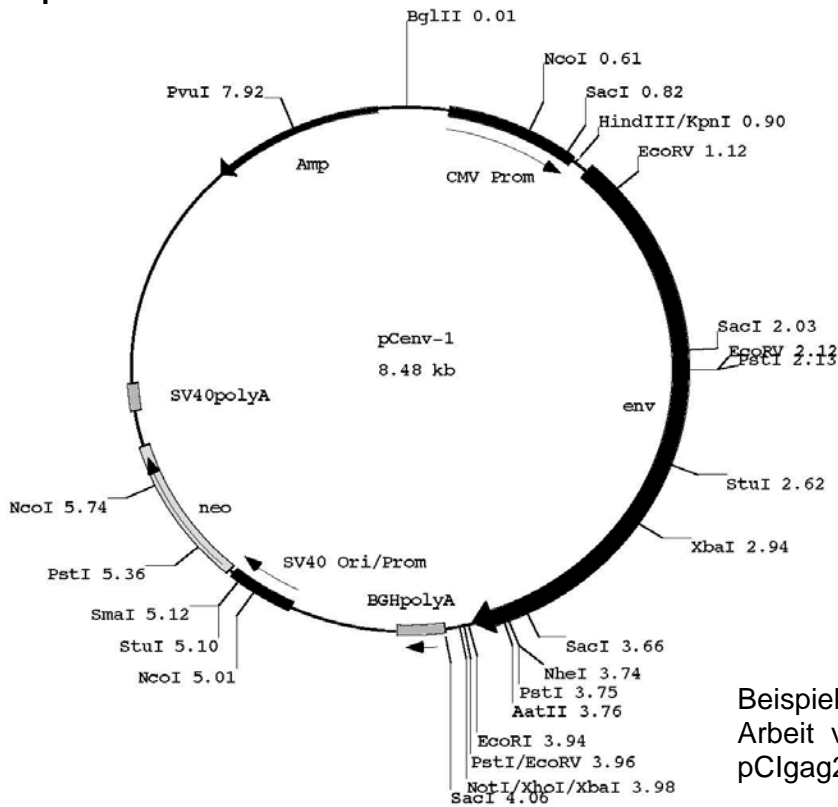 BglII 0.01
NcoI 0.61
SacI 0.82
HindIII/KpnI 0.90
EcoRV 1.12
PvuI 7.92
Amp
CMV Prom
SacI 2.03
EcoRV 2.12
PstI 2.13
pCenv-1
8.48 kb
env
SV40polyA
StuI 2.62
NcoI 5.74
neo
XbaI 2.94
SV40 Ori/Prom
PstI 5.36
BGHpolyA
SmaI 5.12
StuI 5.10
NcoI 5.01
SacI 3.66
NheI 3.74
PstI 3.75
AatII 3.76
EcoRI 3.94
PstI/EcoRV 3.96
NotI/XhoI/XbaI 3.98
SacI 4.06
Beispiel
Arbeit v
pCIgag2